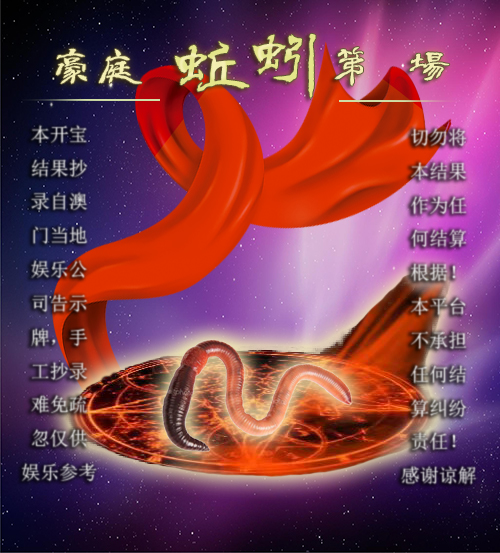 豪庭 蚯蚓 第 場
本开宝
结果抄
录自澳
门当地
娱乐公
司告示
牌，手
工抄录
难免疏
忽仅供
娱乐参考
切勿将
本结果
作为任
何结算
根据！
本平台
不承担
任何结
算纠纷
责任！
感谢谅解